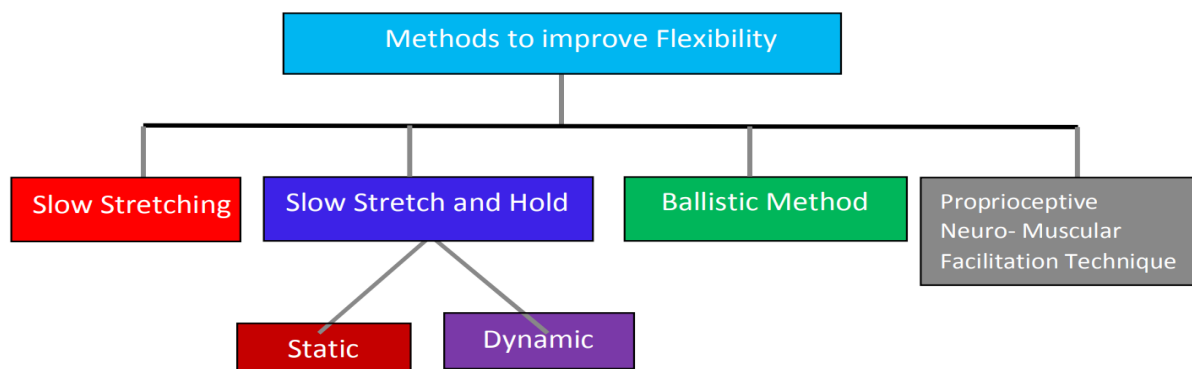 Methods to improve Flexibility
Slow Stretching
Slow Stretch and Hold
Ballistic Method
Proprioceptive
Neuro- Muscular
Facilitation Technique
Static
Dynamic